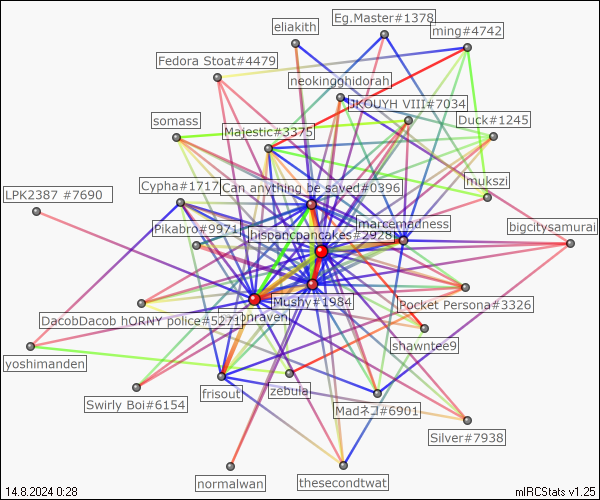 Eg.Master#1378
eliakith
ming#4742
Fedora Stoat#4479
neokingghidorah
JKOUYH VIII#7034
somass
Majestic#3375
Duck#1245
Cypha#1717
Can anything be saved#0396
mukszi
LPK2387 #7690
Pikabro#9971
hispancpancakes#2928
marcemadness
bigcitysamurai
Mushy#1984
Pocket Persona#3326
DacobDacob hORNY police#5271
onraven
shawntee9
yoshimanden
Swirly Boi#6154
frisout
zebula
Madネコ#6901
Silver#7938
normalwan
thesecondtwat
14.8.2024 0:28
mIRCStats v1.25